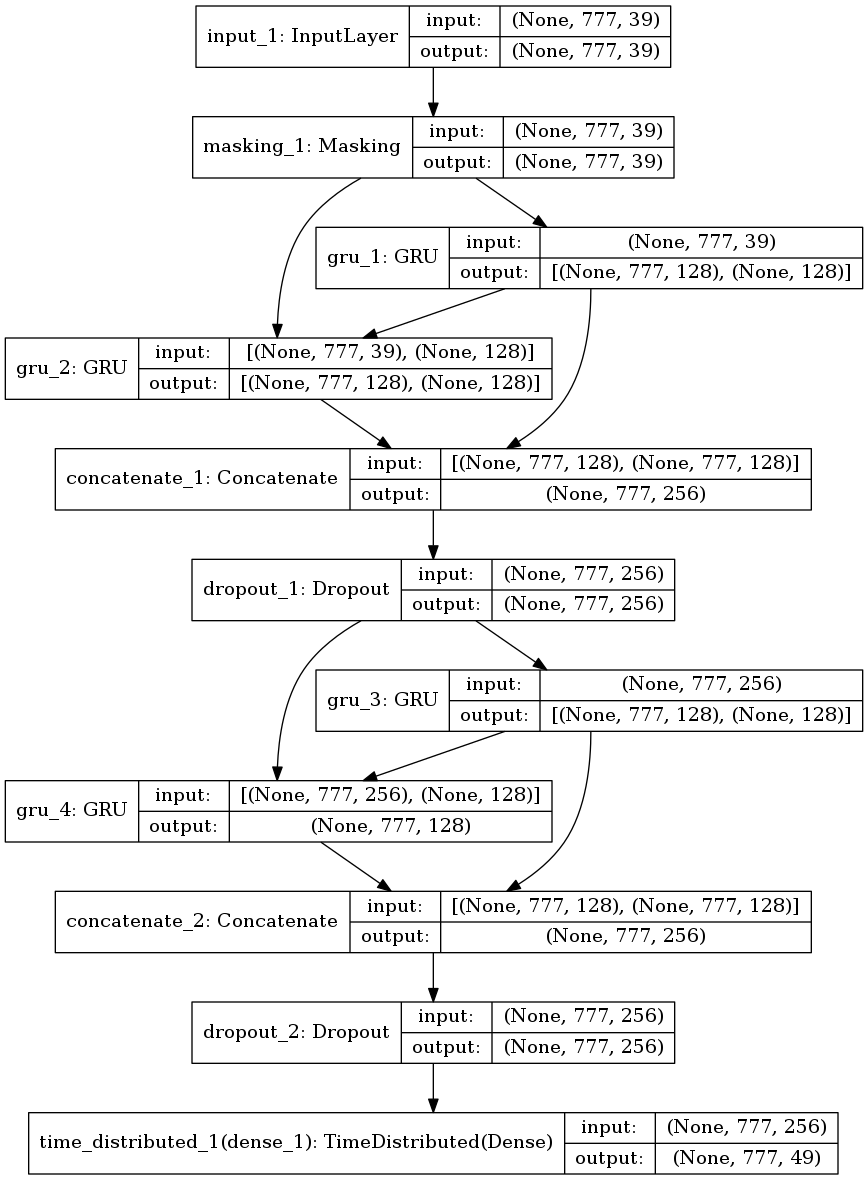 input_1: InputLayer
input:
(None, 777, 39)
output:
(None, 777, 39)
masking_1: Masking
input:
(None, 777, 39)
output:
(None, 777, 39)
gru_1: GRU
input:
(None, 777, 39)
output:
[(None, 777, 128), (None, 128)]
gru_2: GRU
input:
[(None, 777, 39), (None, 128)]
output:
[(None, 777, 128), (None, 128)]
concatenate_1: Concatenate
input:
[(None, 777, 128), (None, 777, 128)]
output:
(None, 777, 256)
dropout_1: Dropout
input:
(None, 777, 256)
output:
(None, 777, 256)
gru_3: GRU
input:
(None, 777, 256)
output:
[(None, 777, 128), (None, 128)]
gru_4: GRU
input:
[(None, 777, 256), (None, 128)]
output:
(None, 777, 128)
concatenate_2: Concatenate
input:
[(None, 777, 128), (None, 777, 128)]
output:
(None, 777, 256)
dropout_2: Dropout
input:
(None, 777, 256)
output:
(None, 777, 256)
time_distributed_1(dense_1): TimeDistributed(Dense)
input:
(None, 777, 256)
output:
(None, 777, 49)